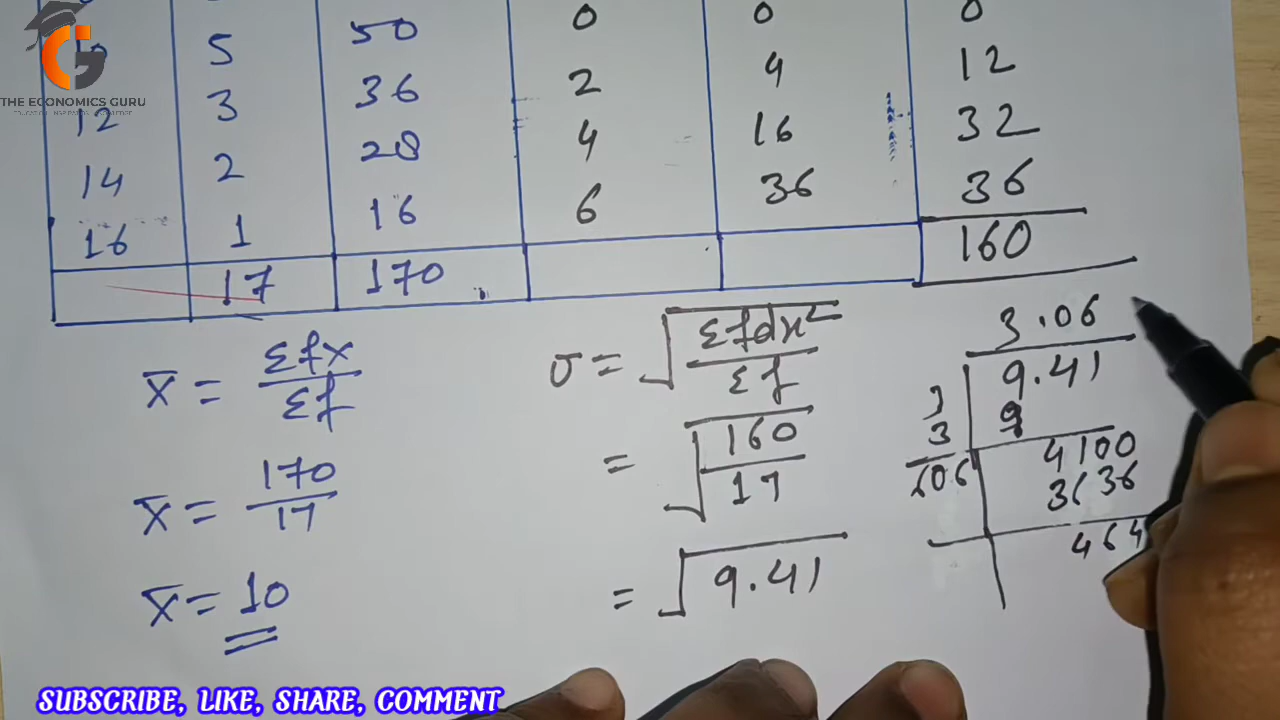 0 0 0
10 5 50
THE ECONOMICS GURU
12 3 36 2 4 12
14 2 28 4 16 32
16 1 16 6 36 36
17 170 160
x̄ = Σfx / Σf
x̄ = 170 / 17
x̄ = 10
σ = √Σfdx² / Σf
= √160 / 17
= √9.41
3.06
9.41
3 9
3 4100
606 3636
464
SUBSCRIBE, LIKE, SHARE, COMMENT